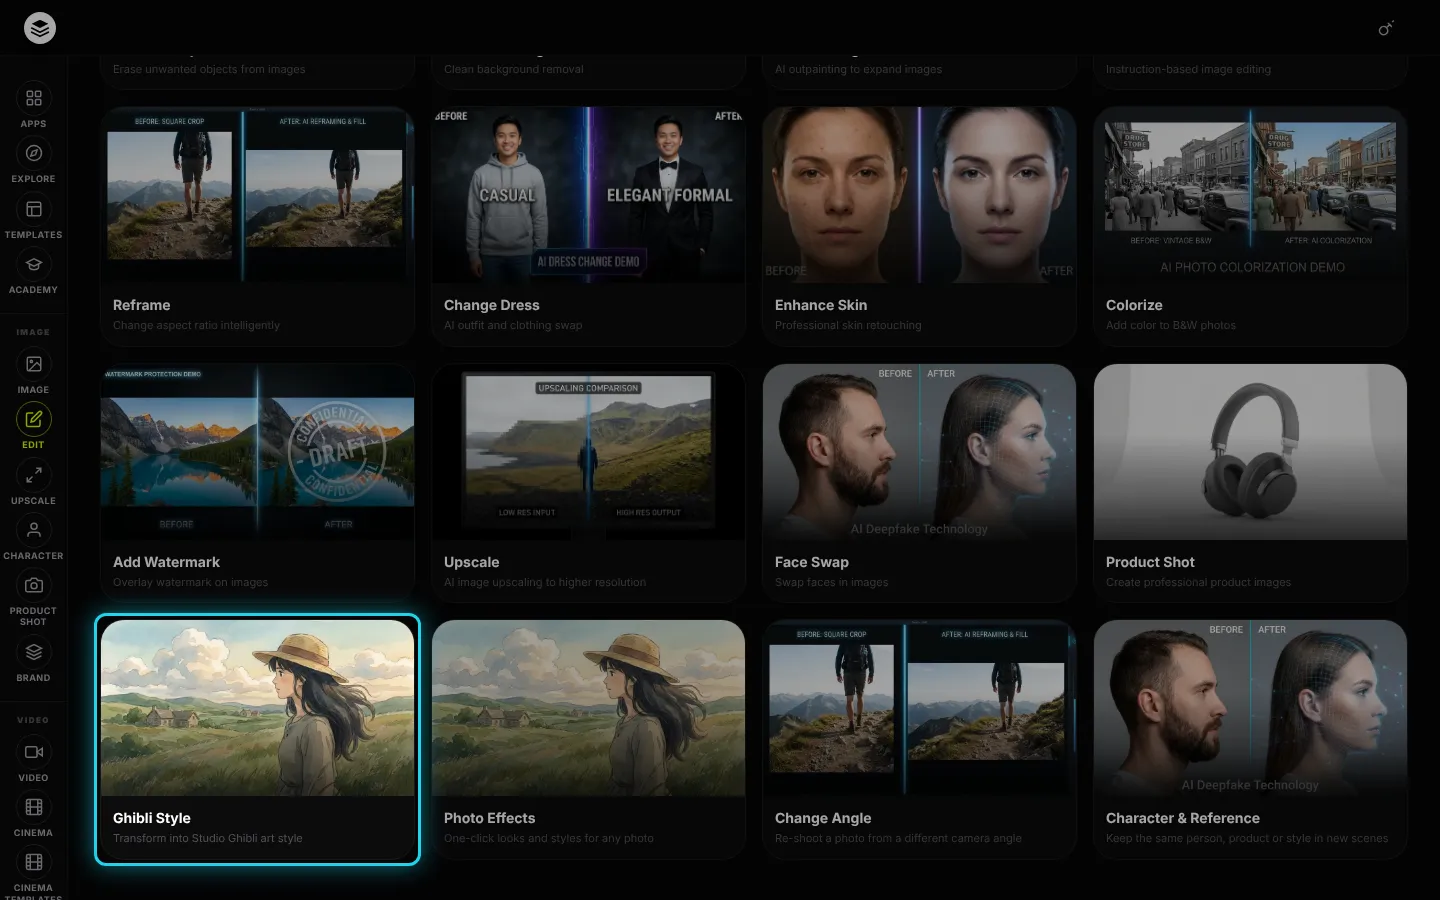 Erase unwanted objects from images
Clean background removal
AI outpainting to expand images
Instruction-based image editing
APPS
EXPLORE
TEMPLATES
ACADEMY
IMAGE
IMAGE
EDIT
UPSCALE
CHARACTER
PRODUCT
SHOT
BRAND
VIDEO
VIDEO
CINEMA
CINEMA
TEMPLATES
BEFORE: SQUARE CROP
AFTER: AI REFRAMING & FILL
Reframe
Change aspect ratio intelligently
BEFORE
AFTER
CASUAL
ELEGANT FORMAL
AI DRESS CHANGE DEMO
Change Dress
AI outfit and clothing swap
BEFORE
AFTER
Enhance Skin
Professional skin retouching
DRUG
STORE
DRUG
STORE
BEFORE: VINTAGE B&W
AFTER: AI COLORIZATION
AI PHOTO COLORIZATION DEMO
Colorize
Add color to B&W photos
WATERMARK PROTECTION DEMO
CONFIDENTIAL
DRAFT
CONFIDENTIAL
BEFORE
AFTER
Add Watermark
Overlay watermark on images
UPSCALING COMPARISON
LOW RES INPUT
HIGH RES OUTPUT
Upscale
AI image upscaling to higher resolution
BEFORE
AFTER
AI Deepfake Technology
Face Swap
Swap faces in images
Product Shot
Create professional product images
Ghibli Style
Transform into Studio Ghibli art style
Photo Effects
One-click looks and styles for any photo
BEFORE: SQUARE CROP
AFTER: AI REFRAMING & FILL
Change Angle
Re-shoot a photo from a different camera angle
BEFORE
AFTER
AI Deepfake Technology
Character & Reference
Keep the same person, product or style in new scenes